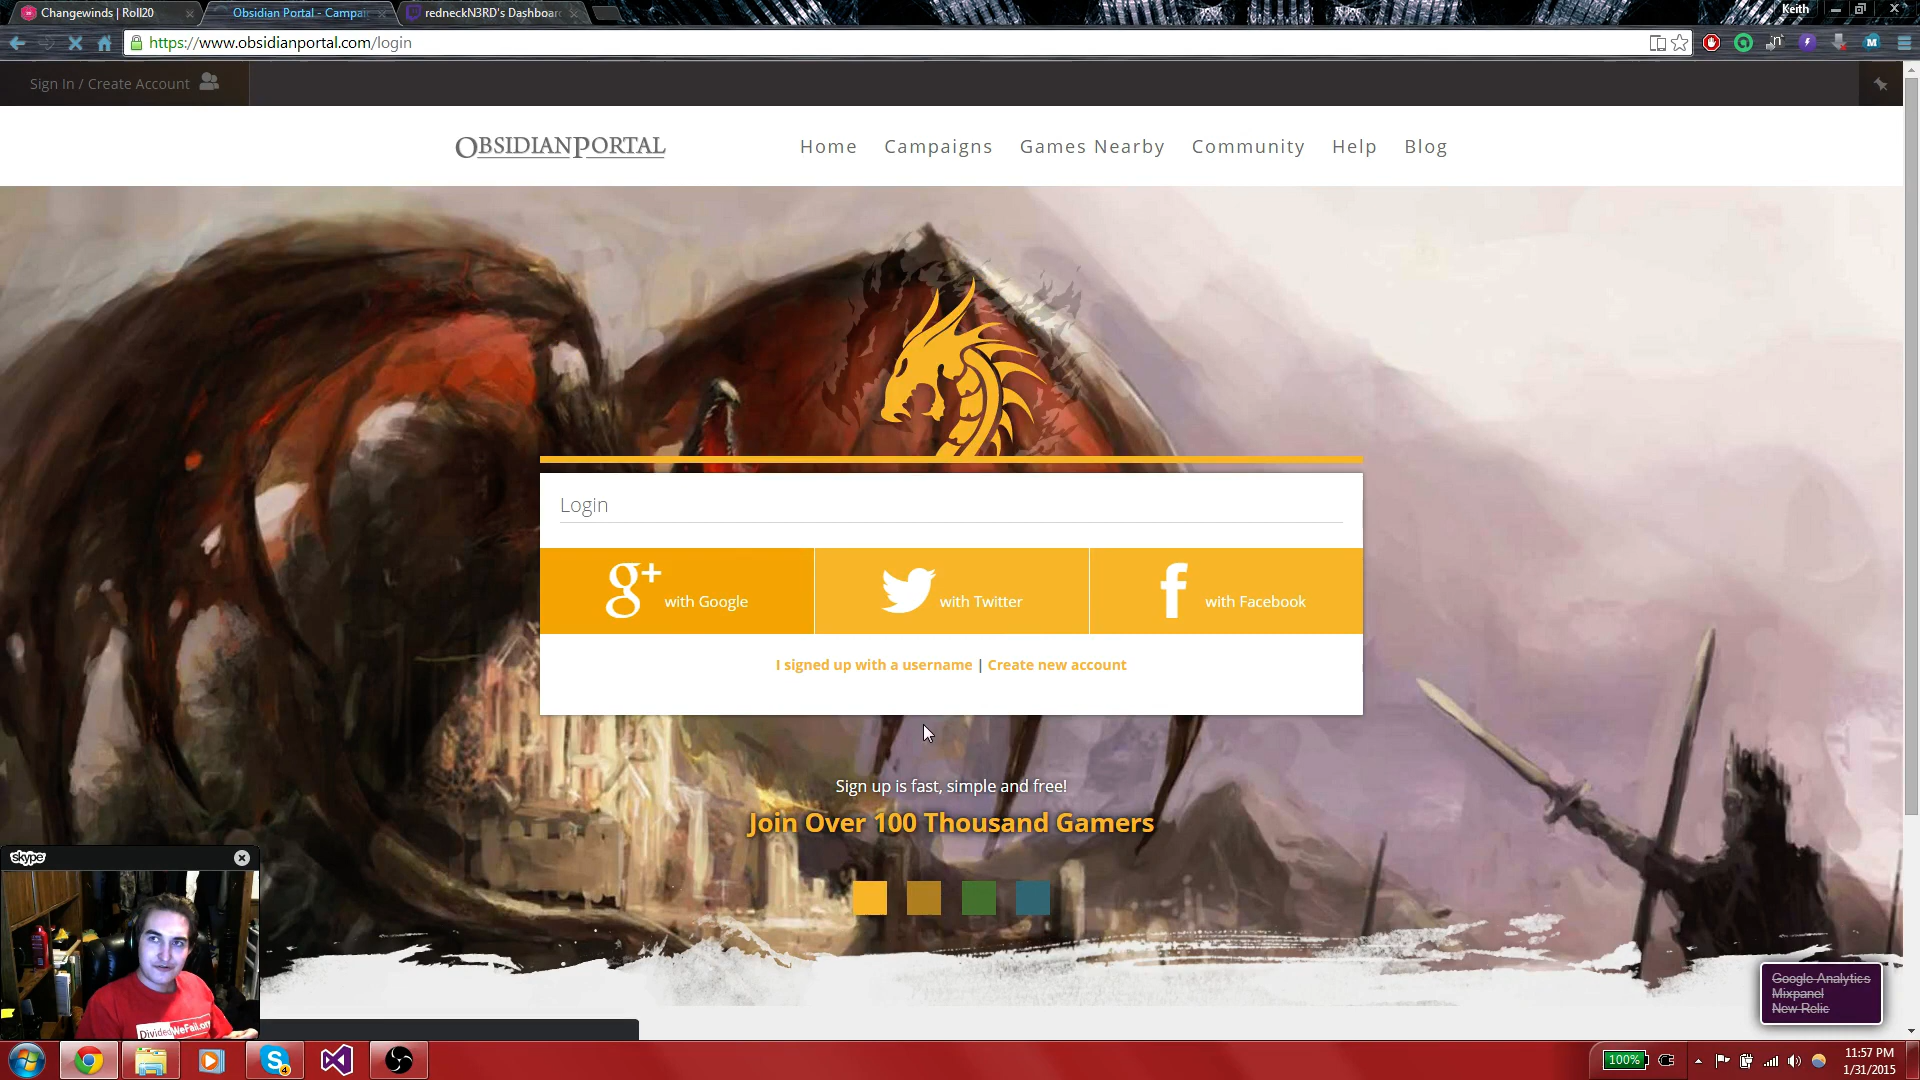 Changewinds | Roll20
Obsidian Portal - Campai
redneckN3RD's Dashboar
Keith
https://www.obsidianportal.com/login
Sign In / Create Account
OBSIDIANPORTAL
Home
Campaigns
Games Nearby
Community
Help
Blog
Login
g+ with Google
with Twitter
f with Facebook
I signed up with a username | Create new account
Sign up is fast, simple and free!
Join Over 100 Thousand Gamers
skype
DividedWeFail.org
Google Analytics
Mixpanel
New Relic
4
100%
11:57 PM
1/31/2015